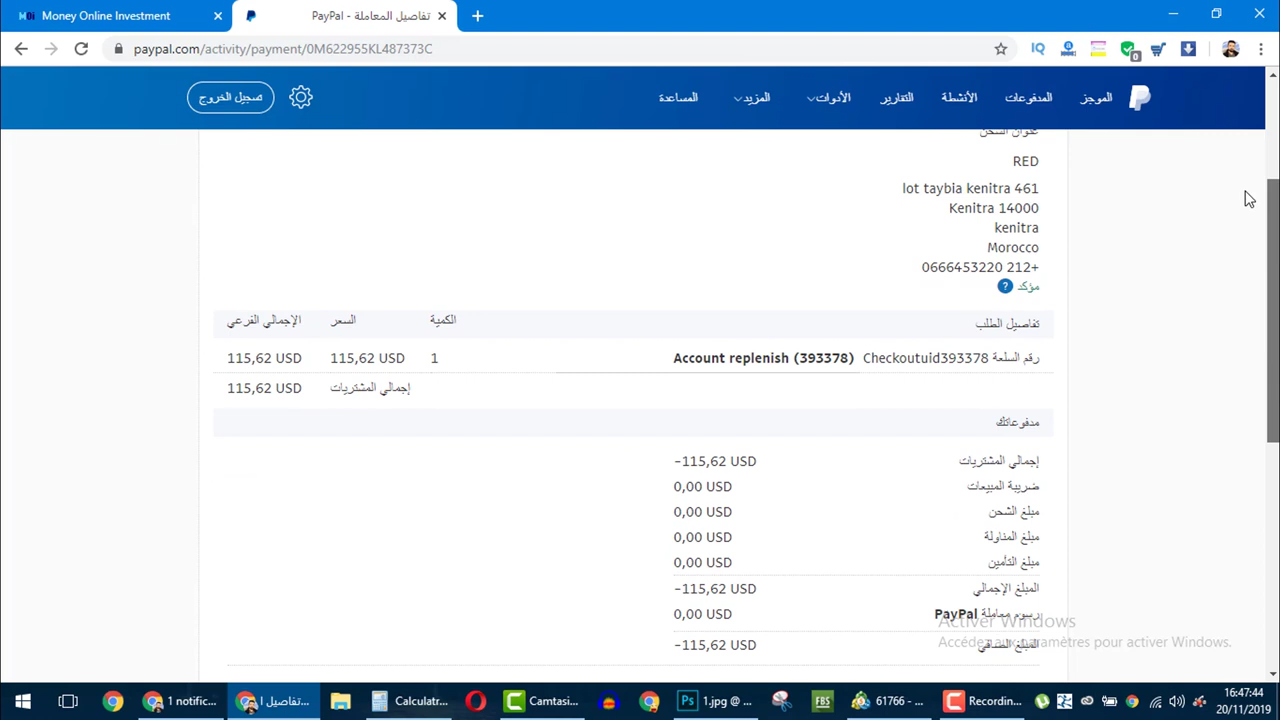 Money Online Investment
PayPal - تفاصيل المعاملة
paypal.com/activity/payment/0M622955KL487373C
الموجز المدفوعات الأنشطة التقارير الأدوات المزيد المساعدة تسجيل الخروج
عنوان الشحن
RED
lot taybia kenitra 461
Kenitra 14000
kenitra
Morocco
0666453220 212+
مؤكد ?
تفاصيل الطلب الكمية السعر الإجمالي الفرعي
رقم السلعة Checkoutuid393378 Account replenish (393378) 1 115,62 USD 115,62 USD
إجمالي المشتريات 115,62 USD
مدفوعاتك
إجمالي المشتريات -115,62 USD
ضريبة المبيعات 0,00 USD
مبلغ الشحن 0,00 USD
مبلغ المناولة 0,00 USD
مبلغ التأمين 0,00 USD
المبلغ الإجمالي -115,62 USD
رسوم معاملة PayPal 0,00 USD
المبلغ الصافي -115,62 USD
Activer Windows
Accédez aux paramètres pour activer Windows.
1 notific...
تفاصيل ا...
Calculatr...
Camtasi...
1.jpg @ ...
FBS
61766 - ...
Recordin...
16:47:44
20/11/2019